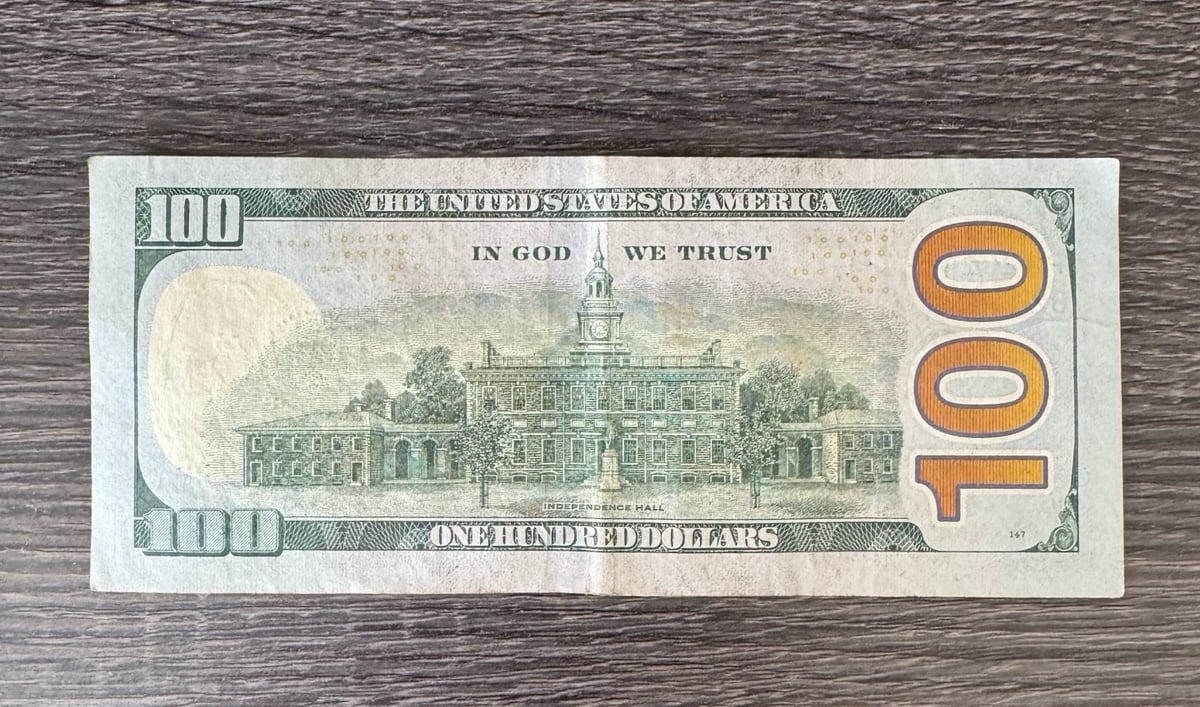 100
THE UNITED STATES OF AMERICA
IN GOD WE TRUST
100
INDEPENDENCE HALL
100
ONE HUNDRED DOLLARS
147